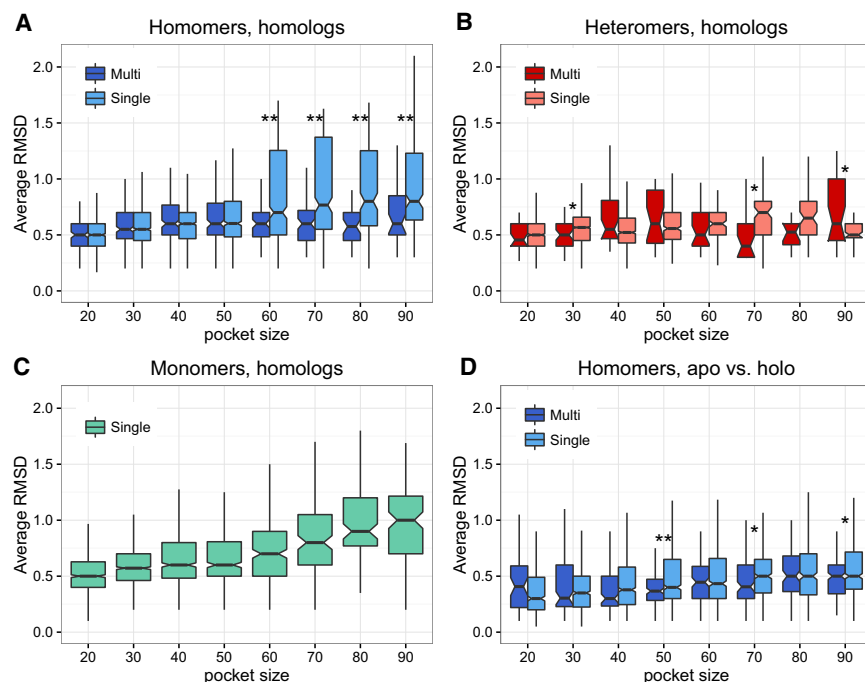 A
Homomers, homologs
Multi
Single
** ** ** **
Average RMSD
2.0
1.5
1.0
0.5
0.0
20 30 40 50 60 70 80 90
pocket size
B
Heteromers, homologs
Multi
Single
* * *
Average RMSD
2.0
1.5
1.0
0.5
0.0
20 30 40 50 60 70 80 90
pocket size
C
Monomers, homologs
Single
Average RMSD
2.0
1.5
1.0
0.5
0.0
20 30 40 50 60 70 80 90
pocket size
D
Homomers, apo vs. holo
Multi
Single
** * *
Average RMSD
2.0
1.5
1.0
0.5
0.0
20 30 40 50 60 70 80 90
pocket size